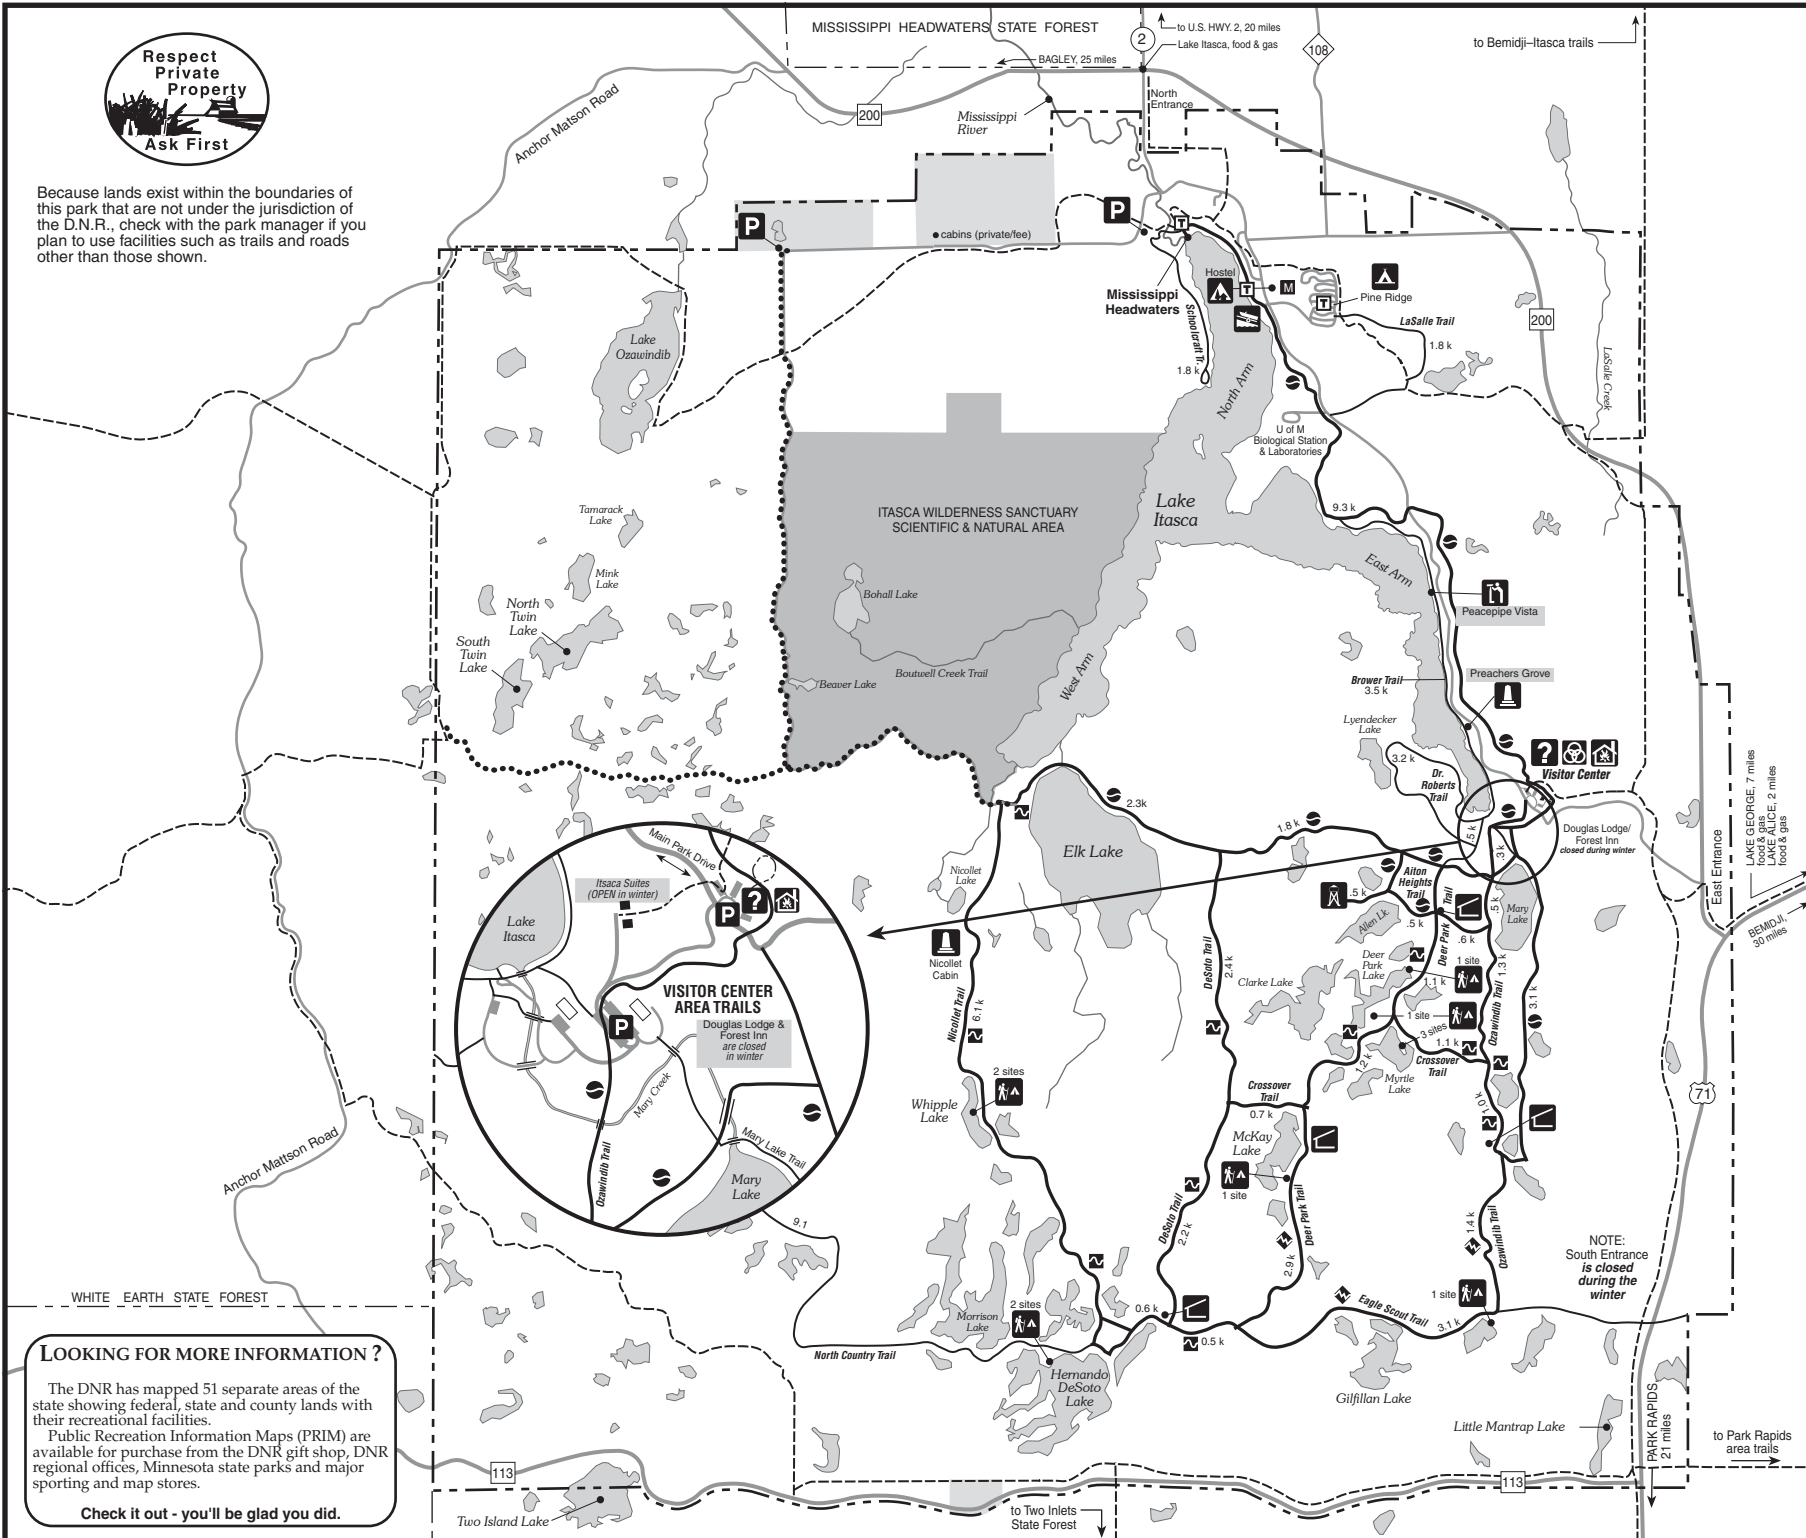 Respect
Private
Property
Ask First
Because lands exist within the boundaries of
this park that are not under the jurisdiction of
the D.N.R., check with the park manager if you
plan to use facilities such as trails and roads
other than those shown.
MISSISSIPPI HEADWATERS STATE FOREST
2
to U.S. HWY. 2, 20 miles
Lake Itasca, food & gas
BAGLEY, 25 miles
108
to Bemidji–Itasca trails
Anchor Matson Road
200
Mississippi
River
North
Entrance
P
P
cabins (private/fee)
T
Mississippi
Headwaters
Hostel
T
M
T
Pine Ridge
LaSalle Trail
1.8 k
200
LaSalle Creek
Schoolcraft Tr.
1.8 k
North Arm
Lake
Ozawindib
U of M
Biological Station
& Laboratories
Lake
Itasca
9.3 k
ITASCA WILDERNESS SANCTUARY
SCIENTIFIC & NATURAL AREA
Tamarack
Lake
Mink
Lake
North
Twin
Lake
South
Twin
Lake
Bohall Lake
Boutwell Creek Trail
Beaver Lake
West Arm
East Arm
Peacepipe Vista
Brower Trail
3.5 k
Preachers Grove
Lyendecker
Lake
3.2 k
Dr.
Roberts
Trail
?
Visitor Center
Douglas Lodge/
Forest Inn
closed during winter
East Entrance
LAKE GEORGE, 7 miles
food & gas
LAKE ALICE, 2 miles
food & gas
BEMIDJI,
30 miles
2.3k
1.8 k
.5 k
.3 k
Elk Lake
Nicollet
Lake
Nicollet
Cabin
Nicollet Trail
6.1 k
Aiton
Heights
Trail
.5 k
Allen Lk.
.5 k
Deer Park
Trail
.6 k
.5 k
Mary
Lake
Deer
Park
Lake
1 site
1.1 k
Clarke Lake
1 site
3 sites
1.1 k
Crossover
Trail
Myrtle
Lake
1.2 k
Ozawindib Trail
1.3 k
3.1 k
1.0 k
DeSoto Trail
2.4 k
Crossover
Trail
0.7 k
McKay
Lake
1 site
Deer Park Trail
2.9 k
DeSoto Trail
2.2 k
1.4 k
Ozawindib Trail
1 site
Eagle Scout Trail
3.1 k
0.6 k
0.5 k
2 sites
Whipple
Lake
Morrison
Lake
2 sites
Hernando
DeSoto
Lake
North Country Trail
9.1
Gilfillan Lake
Little Mantrap Lake
NOTE:
South Entrance
is closed
during the
winter
71
PARK RAPIDS,
21 miles
to Park Rapids
area trails
113
to Two Inlets
State Forest
Two Island Lake
113
Main Park Drive
Itsaca Suites
(OPEN in winter)
P
?
Lake
Itasca
VISITOR CENTER
AREA TRAILS
P
Douglas Lodge &
Forest Inn
are closed
in winter
Mary Creek
Ozawindib Trail
Mary Lake Trail
Mary
Lake
Anchor Mattson Road
WHITE EARTH STATE FOREST
LOOKING FOR MORE INFORMATION ?
The DNR has mapped 51 separate areas of the
state showing federal, state and county lands with
their recreational facilities.
Public Recreation Information Maps (PRIM) are
available for purchase from the DNR gift shop, DNR
regional offices, Minnesota state parks and major
sporting and map stores.
Check it out - you'll be glad you did.